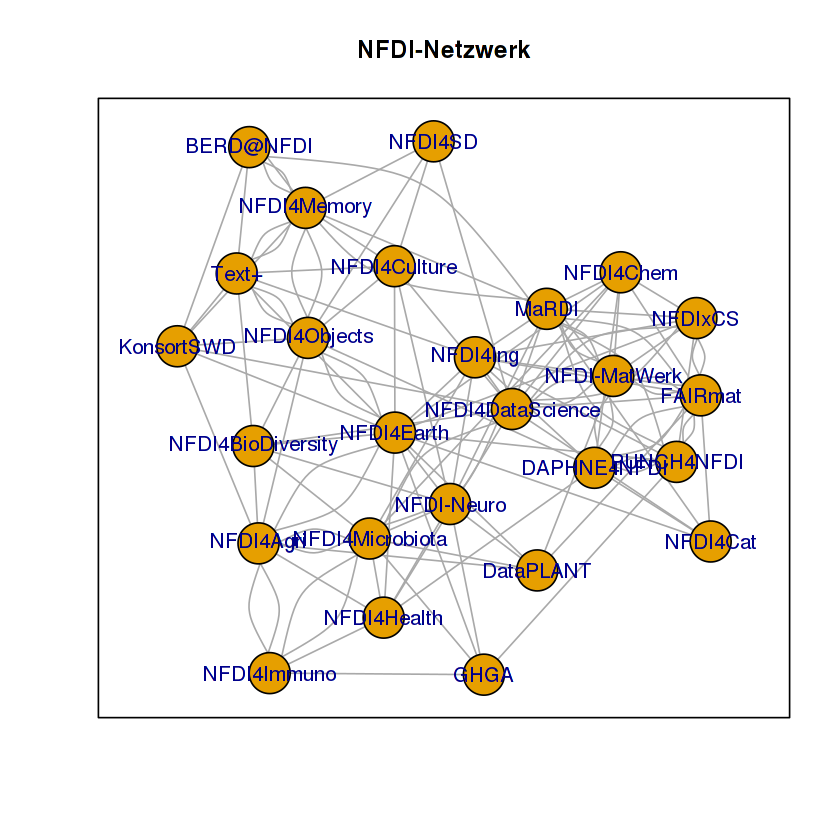 NFDI-Netzwerk
BERD@NFDI
NFDI4SD
NFDI4Memory
Text+
NFDI4Culture
NFDI4Chem
MaRDI
NFDIxCS
KonsortSWD
NFDI4Objects
NFDI4Ing
NFDI-MatWerk
FAIRmat
NFDI4DataScience
NFDI4BioDiversity
NFDI4Earth
DAPHNE4NFDI
PUNCH4NFDI
NFDI-Neuro
NFDI4Agri
NFDI4Microbiota
NFDI4Cat
DataPLANT
NFDI4Health
NFDI4Immuno
GHGA